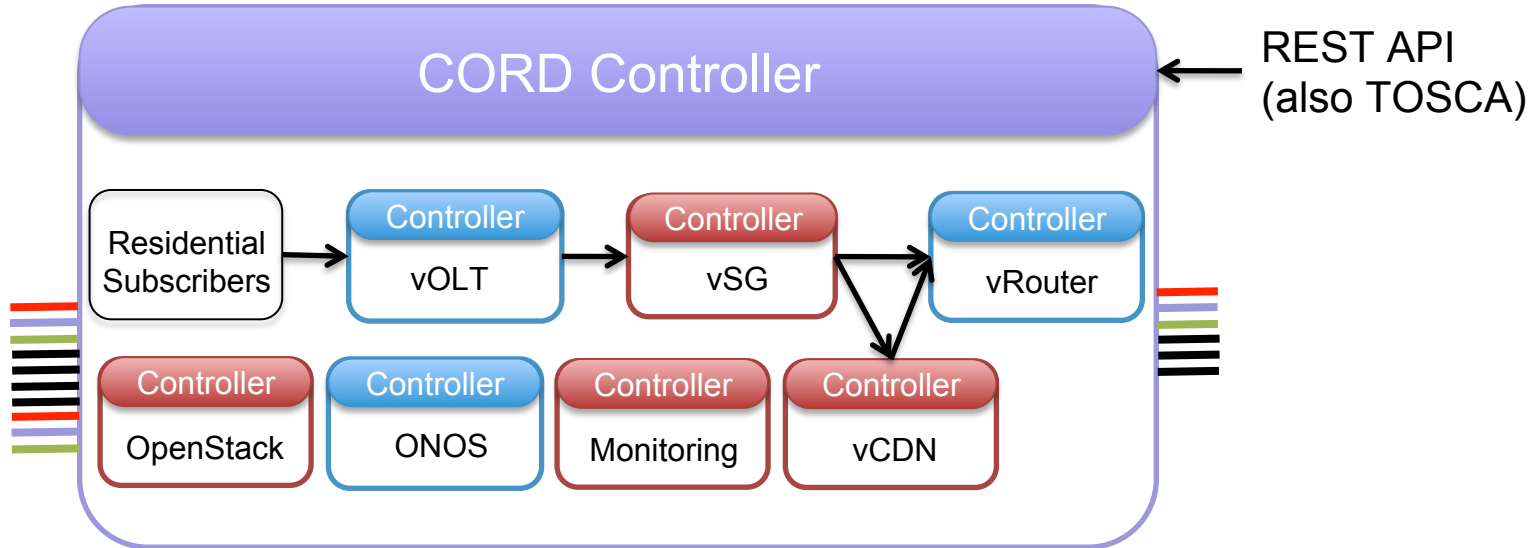 CORD Controller
REST API
(also TOSCA)
Residential
Subscribers
Controller
vOLT
Controller
vSG
Controller
vRouter
Controller
OpenStack
Controller
ONOS
Controller
Monitoring
Controller
vCDN